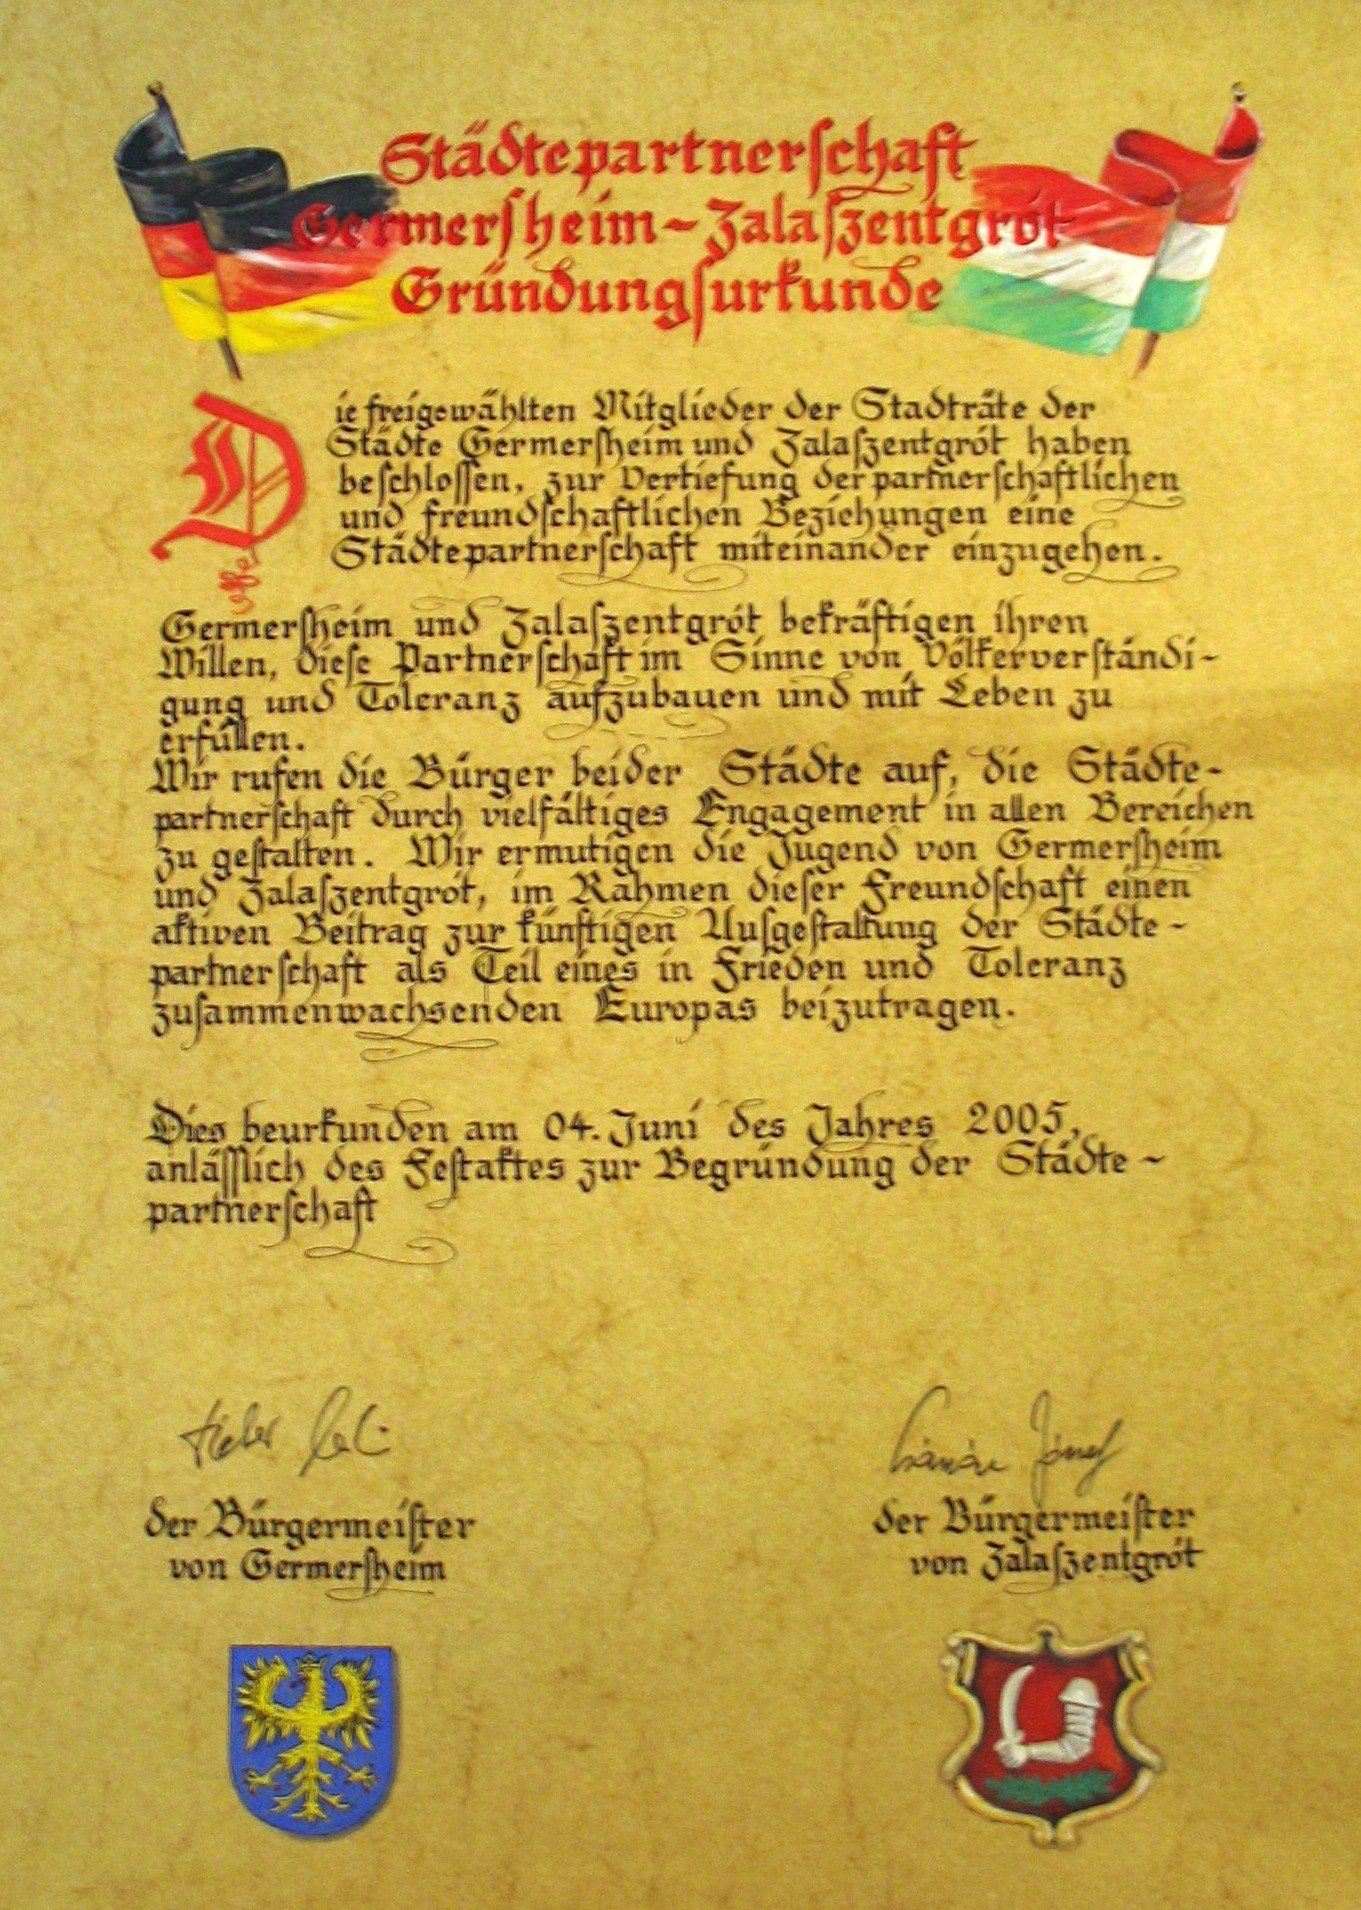 Städtepartnerschaft
Germersheim~Zalaszentgrót
Gründungsurkunde
Die freigewählten Mitglieder der Stadträte der
Städte Germersheim und Zalaszentgrót haben
beschlossen, zur Vertiefung der partnerschaftlichen
und freundschaftlichen Beziehungen eine
Städtepartnerschaft miteinander einzugehen.
Germersheim und Zalaszentgrót bekräftigen ihren
Willen, diese Partnerschaft im Sinne von Völkerverständi-
gung und Toleranz aufzubauen und mit Leben zu
erfüllen.
Wir rufen die Bürger beider Städte auf, die Städte-
partnerschaft durch vielfältiges Engagement in allen Bereichen
zu gestalten. Wir ermutigen die Jugend von Germersheim
und Zalaszentgrót, im Rahmen dieser Freundschaft einen
aktiven Beitrag zur künftigen Ausgestaltung der Städte-
partnerschaft als Teil eines in Frieden und Toleranz
zusammenwachsenden Europas beizutragen.
Dies beurkunden am 04. Juni des Jahres 2005,
anlässlich des Festaktes zur Begründung der Städte~
partnerschaft
József
der Bürgermeister
von Germersheim
der Bürgermeister
von Zalaszentgrót